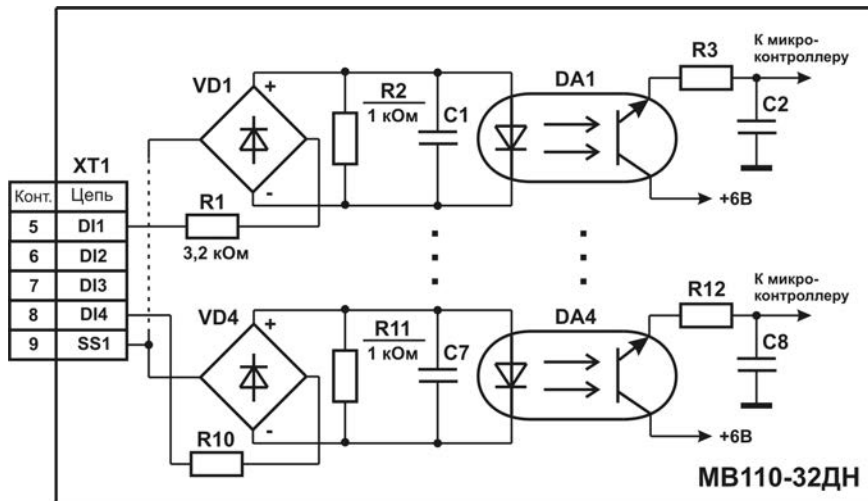 К микро-
контроллеру
R3
VD1
+
R2
1 кОм
C1
DA1
C2
-
+6В
XT1
Конт. Цепь
5 DI1
6 DI2
7 DI3
8 DI4
9 SS1
R1
3,2 кОм
К микро-
контроллеру
R12
VD4
+
R11
1 кОм
C7
DA4
C8
-
+6В
R10
МВ110-32ДН